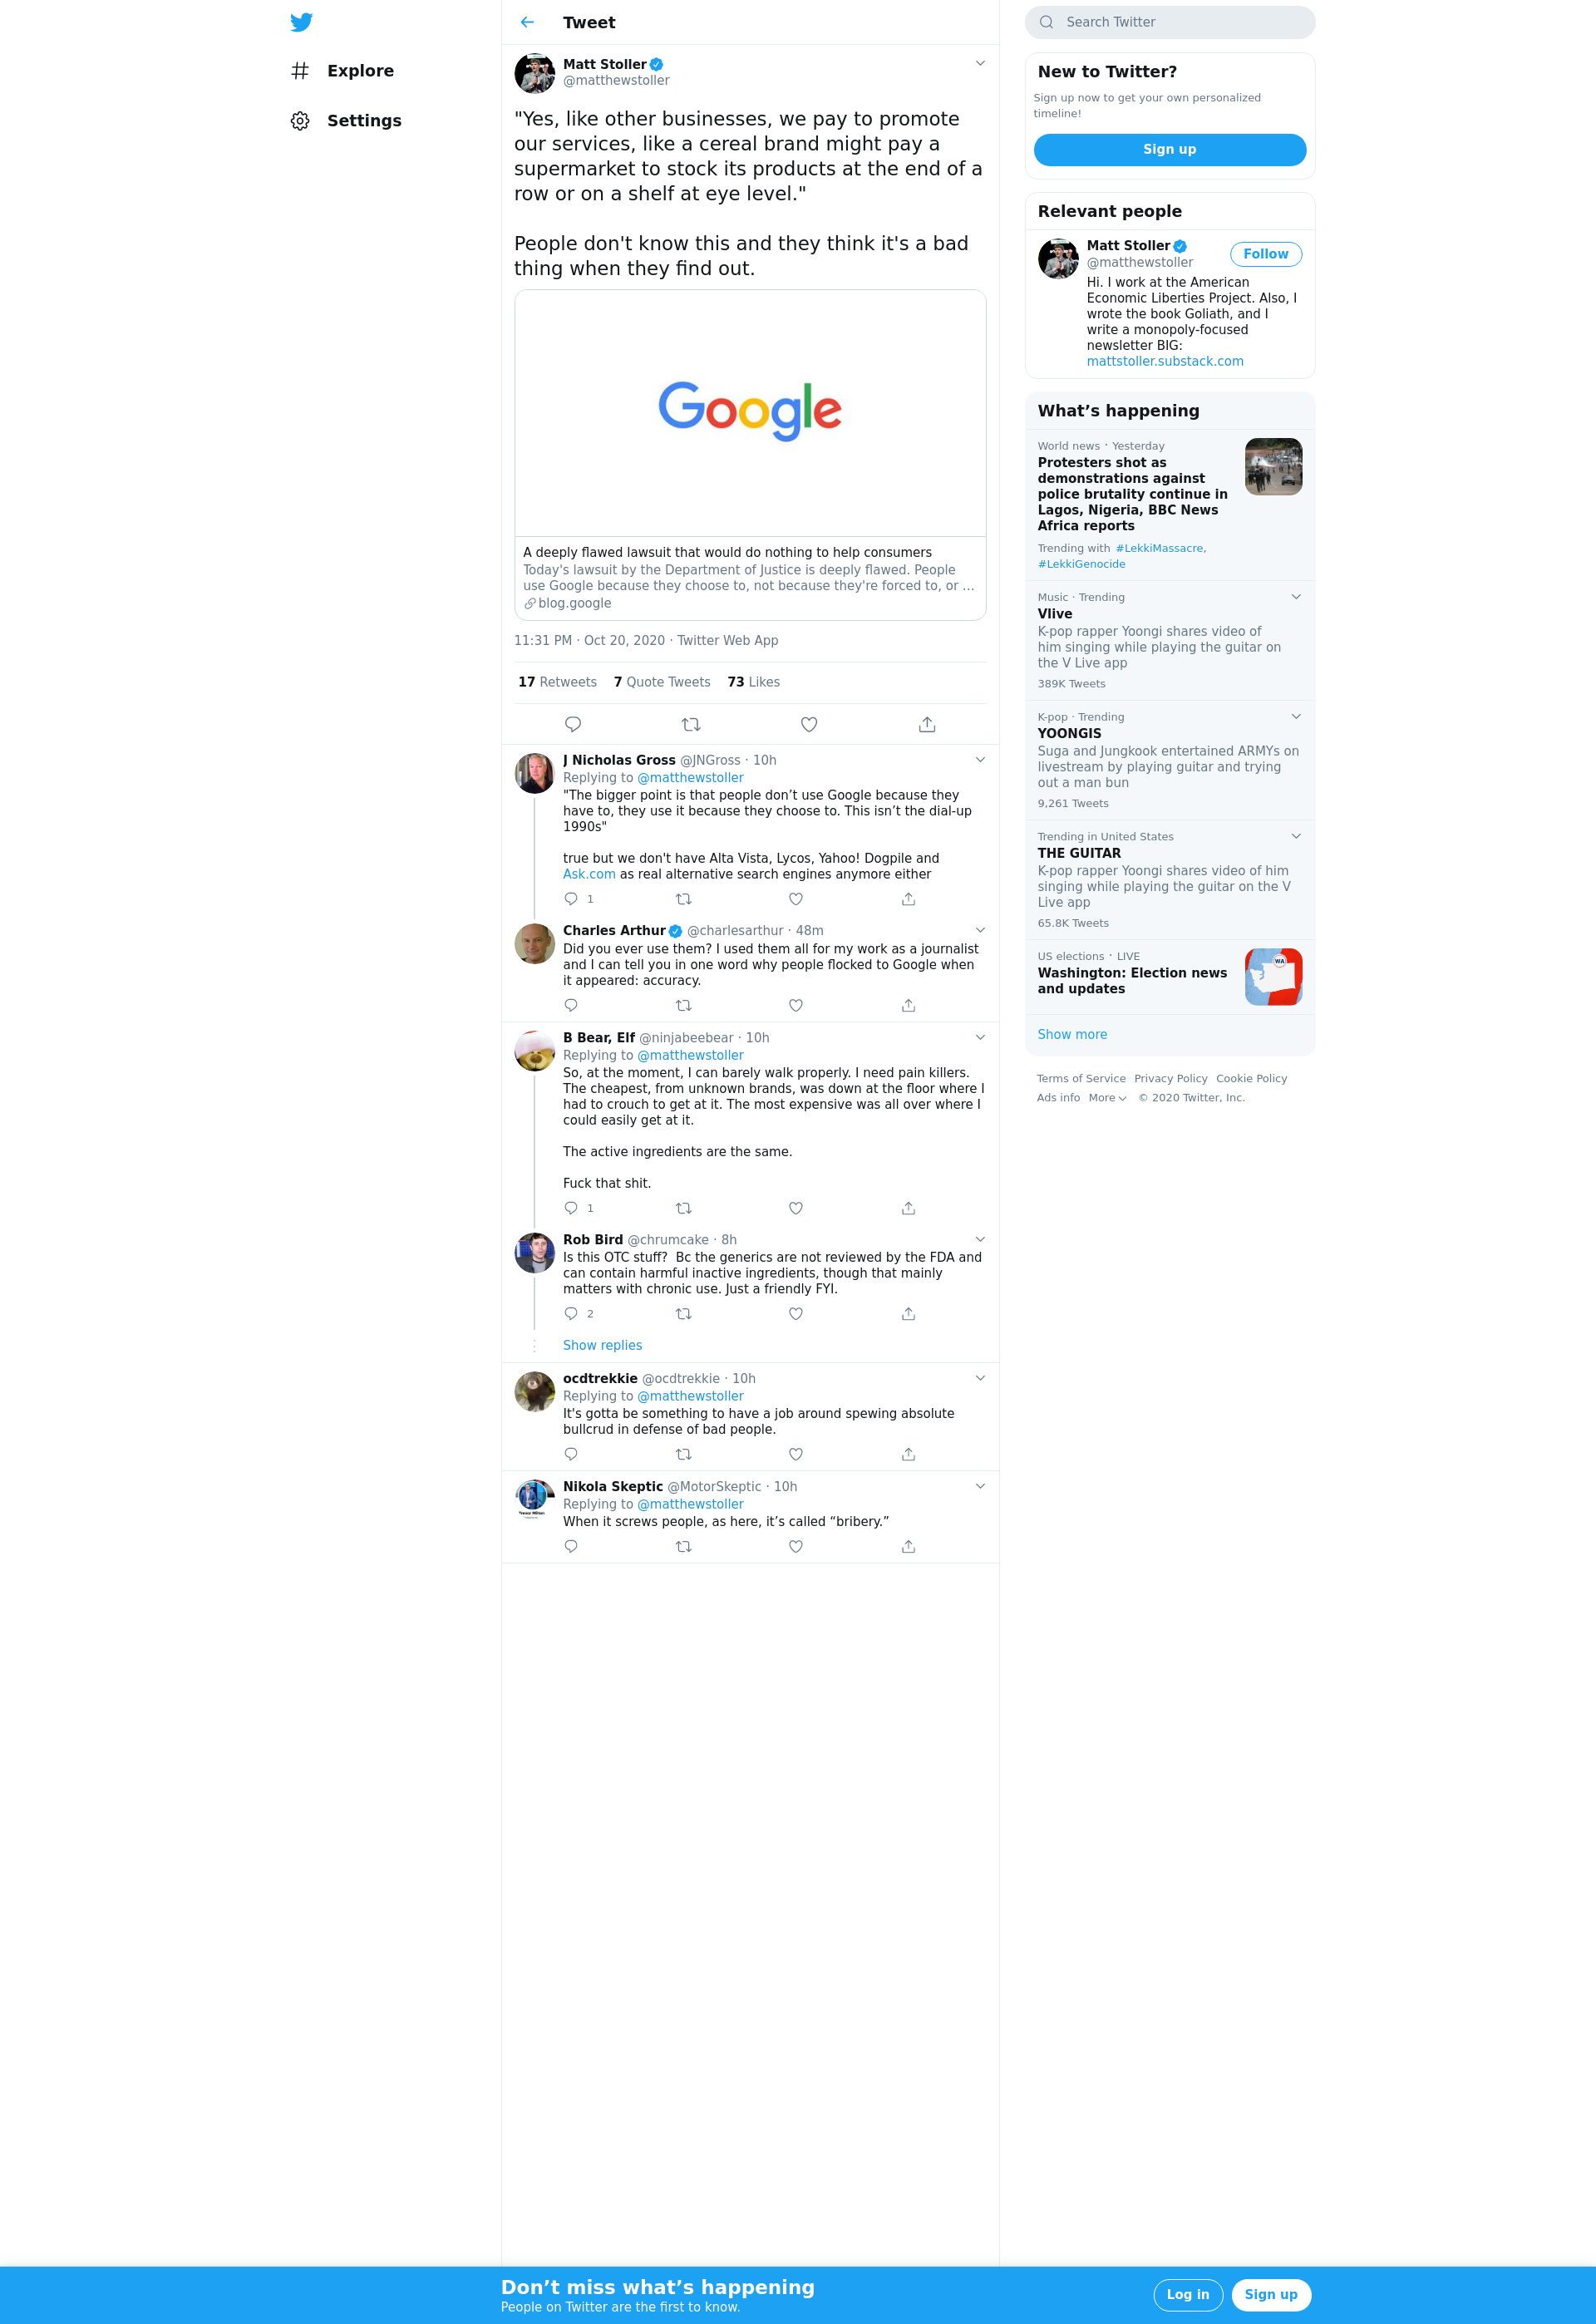 Explore
Settings
Tweet
Matt Stoller
@matthewstoller
"Yes, like other businesses, we pay to promote
our services, like a cereal brand might pay a
supermarket to stock its products at the end of a
row or on a shelf at eye level."
People don't know this and they think it's a bad
thing when they find out.
Google
A deeply flawed lawsuit that would do nothing to help consumers
Today's lawsuit by the Department of Justice is deeply flawed. People
use Google because they choose to, not because they're forced to, or ...
blog.google
11:31 PM · Oct 20, 2020 · Twitter Web App
17 Retweets 7 Quote Tweets 73 Likes
J Nicholas Gross @JNGross · 10h
Replying to @matthewstoller
"The bigger point is that people don’t use Google because they
have to, they use it because they choose to. This isn’t the dial-up
1990s"
true but we don't have Alta Vista, Lycos, Yahoo! Dogpile and
Ask.com as real alternative search engines anymore either
1
Charles Arthur @charlesarthur · 48m
Did you ever use them? I used them all for my work as a journalist
and I can tell you in one word why people flocked to Google when
it appeared: accuracy.
B Bear, Elf @ninjabeebear · 10h
Replying to @matthewstoller
So, at the moment, I can barely walk properly. I need pain killers.
The cheapest, from unknown brands, was down at the floor where I
had to crouch to get at it. The most expensive was all over where I
could easily get at it.
The active ingredients are the same.
Fuck that shit.
1
Rob Bird @chrumcake · 8h
Is this OTC stuff?  Bc the generics are not reviewed by the FDA and
can contain harmful inactive ingredients, though that mainly
matters with chronic use. Just a friendly FYI.
2
Show replies
ocdtrekkie @ocdtrekkie · 10h
Replying to @matthewstoller
It's gotta be something to have a job around spewing absolute
bullcrud in defense of bad people.
Nikola Skeptic @MotorSkeptic · 10h
Replying to @matthewstoller
When it screws people, as here, it’s called “bribery.”
Search Twitter
New to Twitter?
Sign up now to get your own personalized
timeline!
Sign up
Relevant people
Matt Stoller
@matthewstoller
Follow
Hi. I work at the American
Economic Liberties Project. Also, I
wrote the book Goliath, and I
write a monopoly-focused
newsletter BIG:
mattstoller.substack.com
What’s happening
World news · Yesterday
Protesters shot as
demonstrations against
police brutality continue in
Lagos, Nigeria, BBC News
Africa reports
Trending with #LekkiMassacre,
#LekkiGenocide
Music · Trending
Vlive
K-pop rapper Yoongi shares video of
him singing while playing the guitar on
the V Live app
389K Tweets
K-pop · Trending
YOONGIS
Suga and Jungkook entertained ARMYs on
livestream by playing guitar and trying
out a man bun
9,261 Tweets
Trending in United States
THE GUITAR
K-pop rapper Yoongi shares video of him
singing while playing the guitar on the V
Live app
65.8K Tweets
US elections · LIVE
Washington: Election news
and updates
WA
Show more
Terms of Service Privacy Policy Cookie Policy
Ads info More © 2020 Twitter, Inc.
Don’t miss what’s happening
People on Twitter are the first to know.
Log in
Sign up